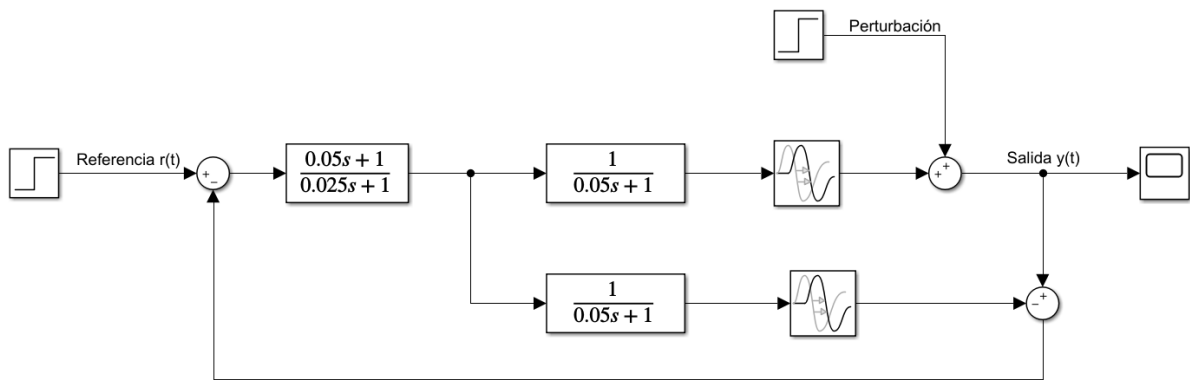 Perturbación
Referencia r(t)
+
−
0.05s + 1
0.025s + 1
1
0.05s + 1
+
+
Salida y(t)
1
0.05s + 1
+
−